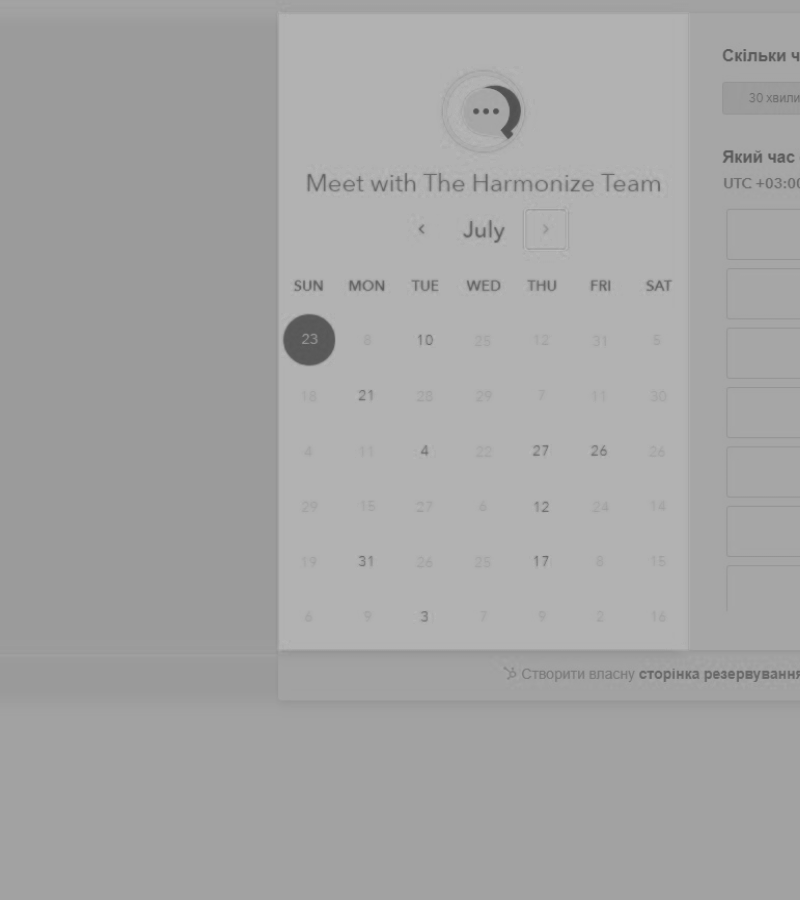 Meet with The Harmonize Team
July
SUN MON TUE WED THU FRI SAT
23 8 10 25 12 31 5
18 21 28 29 7 11 30
4 11 4 22 27 26 26
29 15 27 6 12 24 14
19 31 26 25 17 8 15
6 9 3 7 9 2 16
Скільки ч
30 хвили
Який час
UTC +03:00
Створити власну сторінка резервування